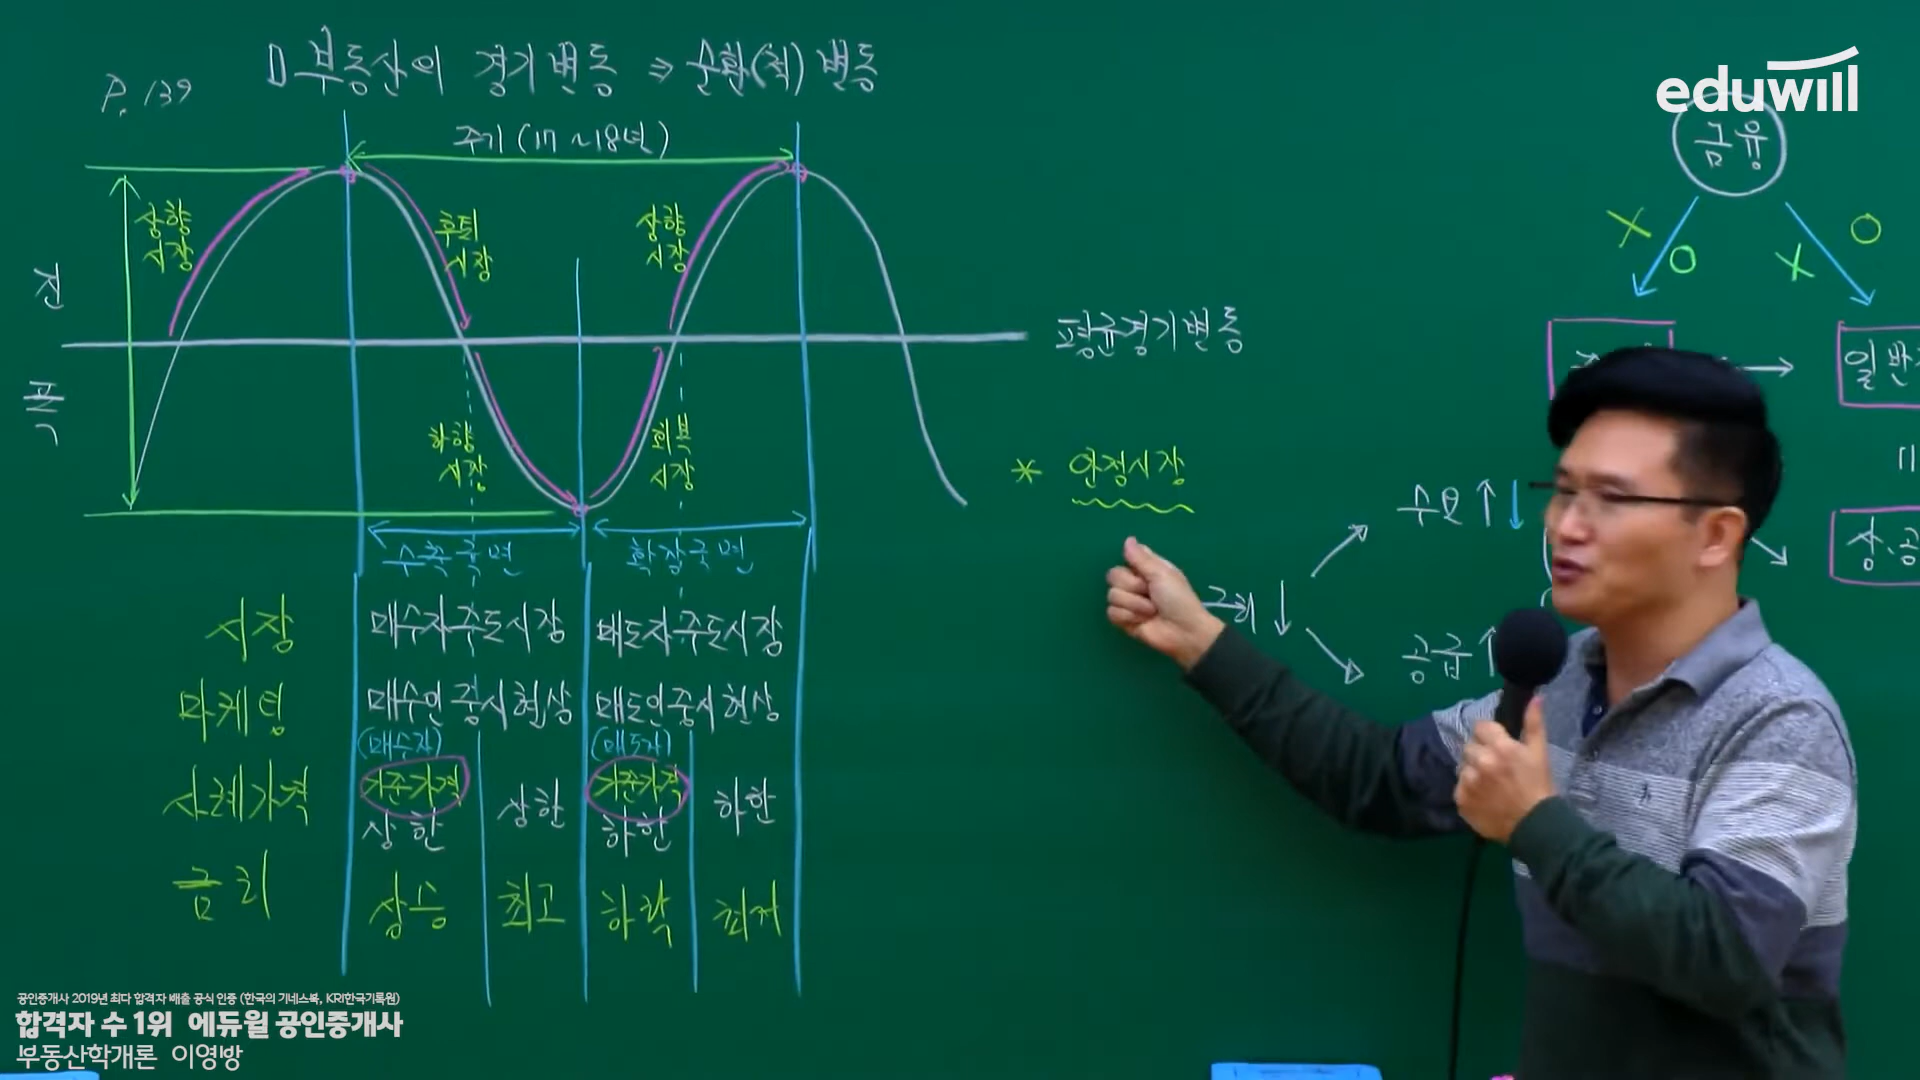 eduwill
P. 139
① 부동산의 경기변동 ⇒ 순환(적) 변동
주기 (17~18년)
금융
X O X O
상향
시장
후퇴
시장
상향
시장
진
폭
평균경기변동
일반
하향
시장
회복
시장
* 안정시장
수요 ↑ ↓
상.공
수축국면 확장국면
시장 매수자주도시장 매도자주도시장
공급 ↑
마케팅 매수인 중시현상 매도인중시현상
(매수자) (매도자)
사례가격 기준가격 상한 상한 기준가격 하한 하한
금리 상승 최고 하락 최저
공인중개사 2019년 최다 합격자 배출 공식 인증 (한국의 기네스북, KRI한국기록원)
합격자 수 1위 에듀윌 공인중개사
부동산학개론 이영방